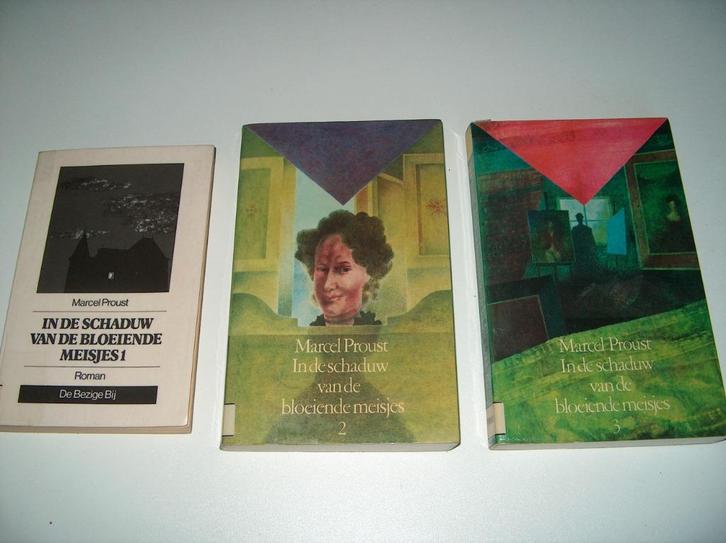 Marcel Proust
IN DE SCHADUW
VAN DE BLOEIENDE
MEISJES 1
Roman
De Bezige Bij
Marcel Proust
In de schaduw
van de
bloeiende meisjes
2
Marcel Proust
In de schaduw
van de
bloeiende meisjes
3